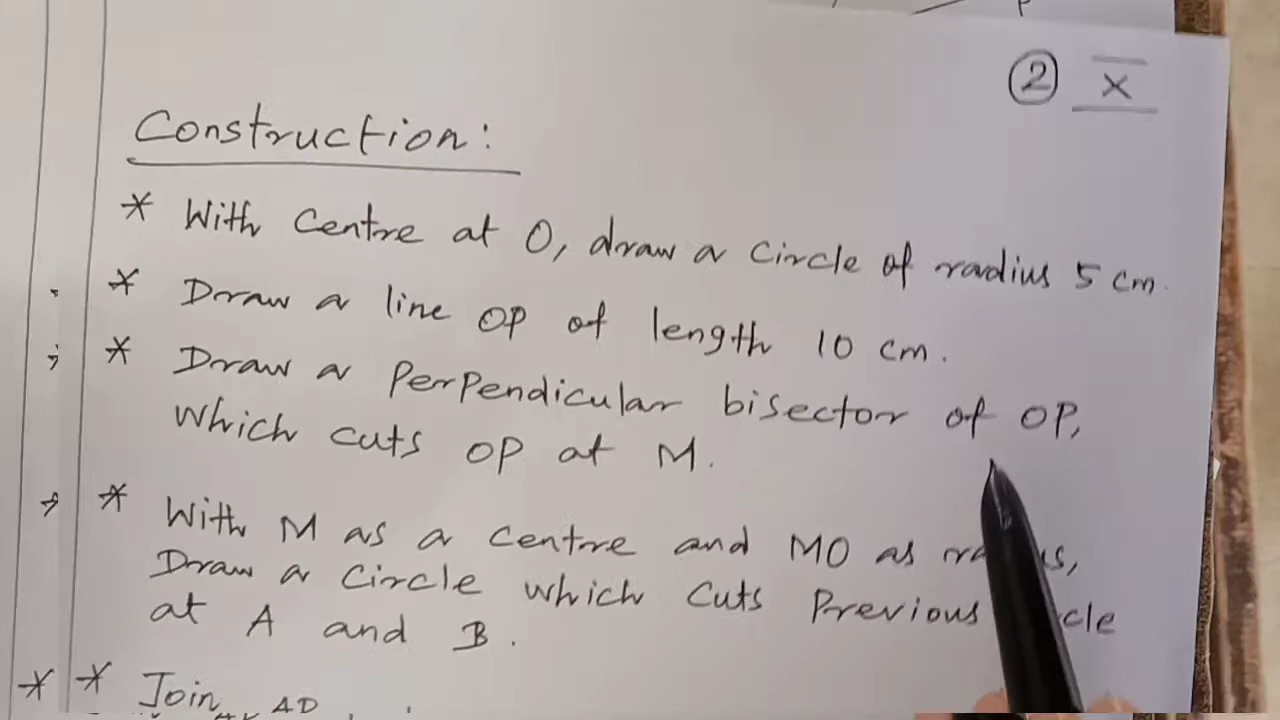 ② X
Construction:
* With Centre at O, draw a circle of radius 5 cm.
* Draw a line OP of length 10 cm.
* Draw a Perpendicular bisector of OP,
which cuts OP at M.
* With M as a centre and MO as radius,
Draw a circle which cuts Previous circle
at A and B.
* * Join